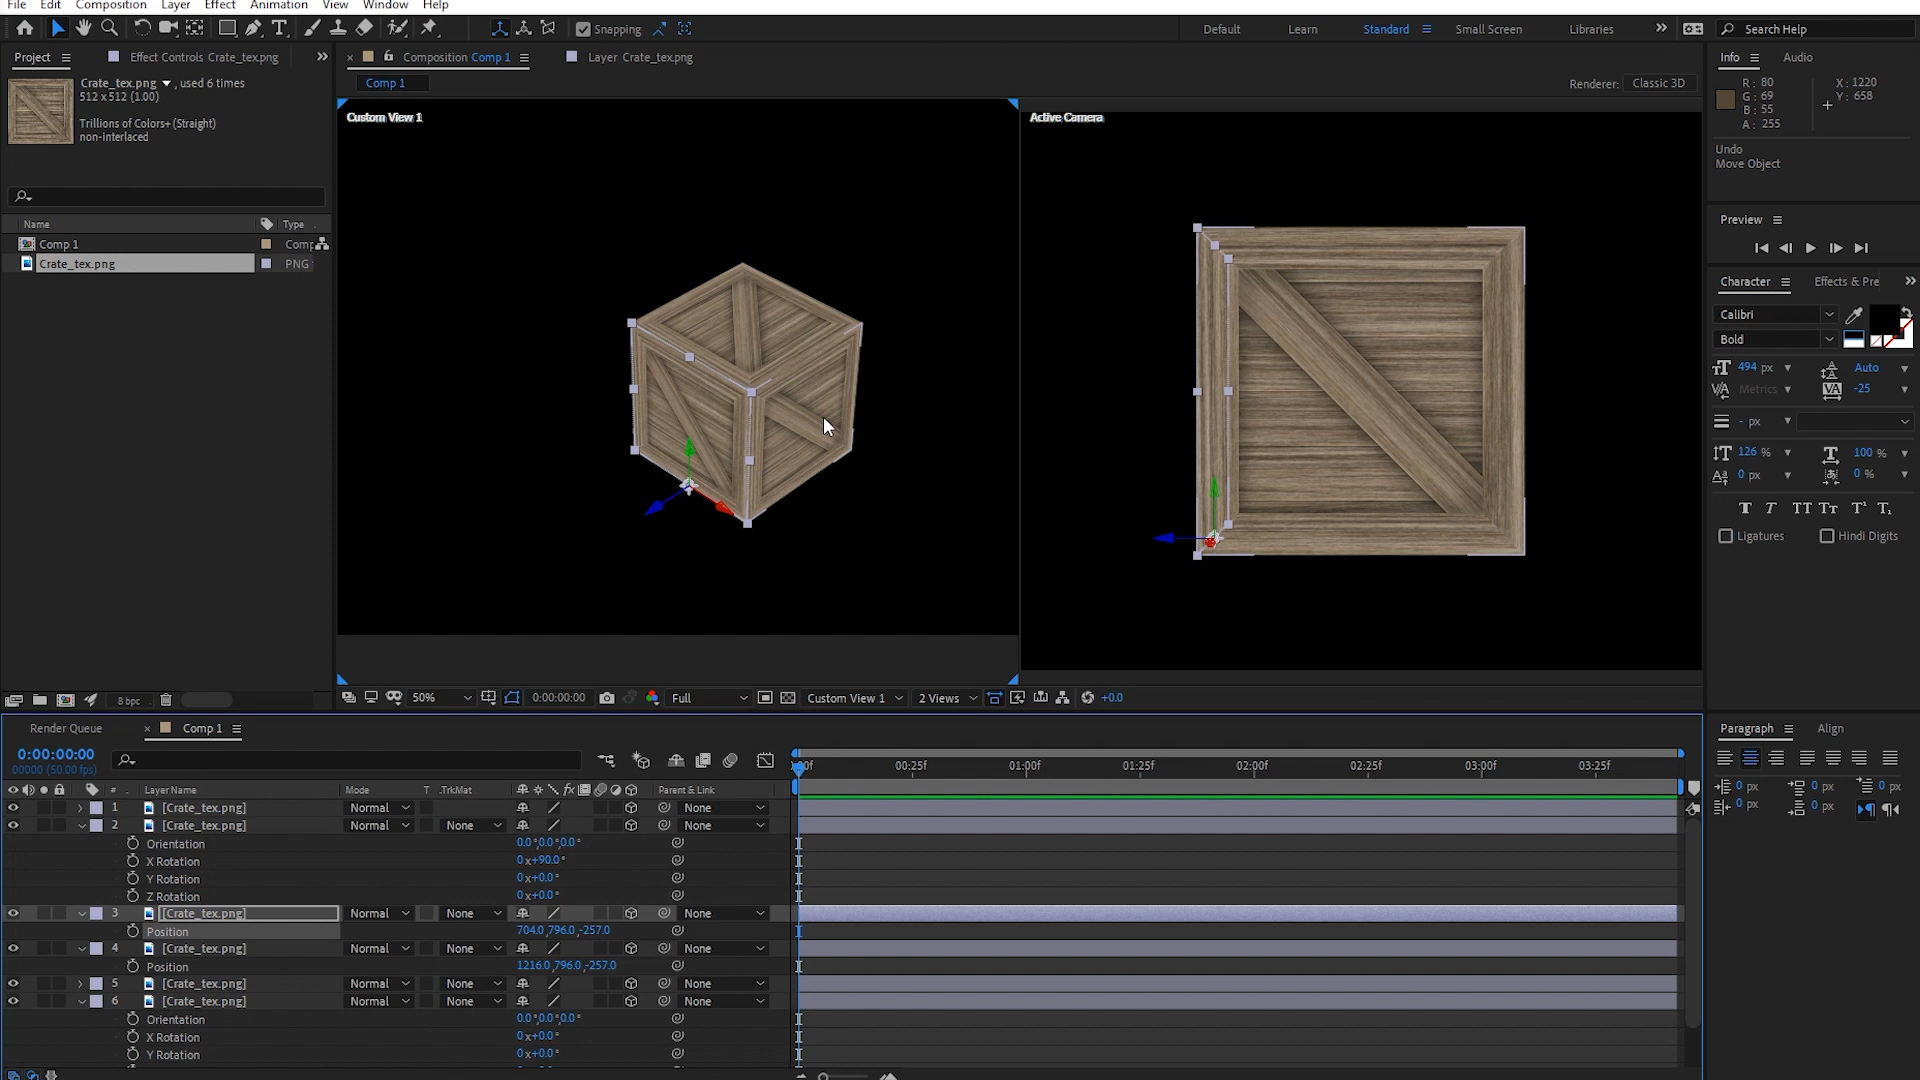 File Edit Composition Layer Effect Animation View Window Help
Snapping
Default Learn Standard Small Screen Libraries Search Help
Project Effect Controls Crate_tex.png
Composition Comp 1 Layer Crate_tex.png
Comp 1 Renderer: Classic 3D
Crate_tex.png , used 6 times
512 x 512 (1.00)
Trillions of Colors+ (Straight)
non-interlaced
Name Type
Comp 1 Comp
Crate_tex.png PNG
8 bpc
Custom View 1
Active Camera
50% 0:00:00:00 Full Custom View 1 2 Views +0.0
Info Audio
R: 80 X: 1220
G: 69 Y: 658
B: 55
A: 255
Undo
Move Object
Preview
Character Effects & Pre
Calibri
Bold
494 px Auto
Metrics -25
- px
126 % 100 %
0 px 0 %
T T TT Tr T¹ T₁
Ligatures Hindi Digits
Paragraph Align
0 px 0 px 0 px
0 px 0 px
Render Queue Comp 1
0:00:00:00
00000 (50.00 fps)
00f 00:25f 01:00f 01:25f 02:00f 02:25f 03:00f 03:25f
# Layer Name Mode T .TrkMat fx Parent & Link
1 [Crate_tex.png] Normal None
2 [Crate_tex.png] Normal None None
Orientation 0.0°,0.0°,0.0°
X Rotation 0x+90.0°
Y Rotation 0x+0.0°
Z Rotation 0x+0.0°
3 [Crate_tex.png] Normal None None
Position 704.0,796.0,-257.0
4 [Crate_tex.png] Normal None None
Position 1216.0,796.0,-257.0
5 [Crate_tex.png] Normal None None
6 [Crate_tex.png] Normal None None
Orientation 0.0°,0.0°,0.0°
X Rotation 0x+0.0°
Y Rotation 0x+0.0°